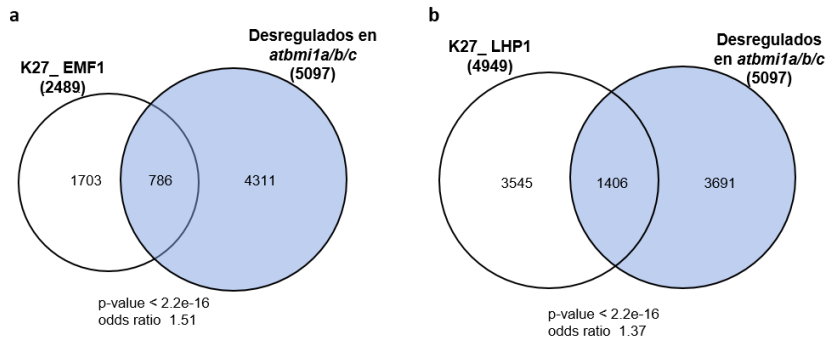 a
K27_ EMF1
(2489)
Desregulados en
atbmi1a/b/c
(5097)
1703
786
4311
p-value < 2.2e-16
odds ratio 1.51
b
K27_ LHP1
(4949)
Desregulados
en atbmi1a/b/c
(5097)
3545
1406
3691
p-value < 2.2e-16
odds ratio 1.37